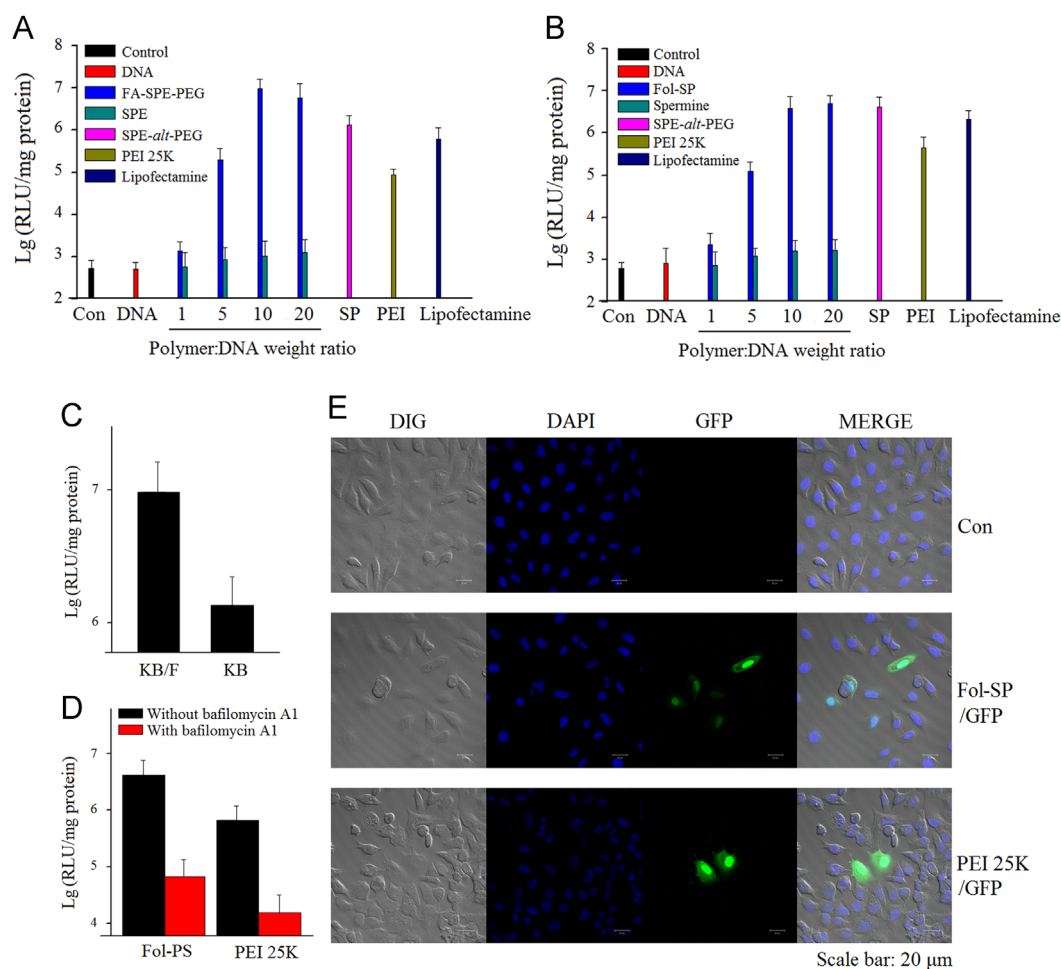 A
Lg (RLU/mg protein)
8
7
6
5
4
3
2
Control
DNA
FA-SPE-PEG
SPE
SPE-alt-PEG
PEI 25K
Lipofectamine
Con DNA 1 5 10 20 SP PEI Lipofectamine
Polymer:DNA weight ratio
B
Lg (RLU/mg protein)
8
7
6
5
4
3
2
Control
DNA
Fol-SP
Spermine
SPE-alt-PEG
PEI 25K
Lipofectamine
Con DNA 1 5 10 20 SP PEI Lipofectamine
Polymer:DNA weight ratio
C
Lg (RLU/mg protein)
7
6
KB/F KB
D
Without bafilomycin A1
With bafilomycin A1
Lg (RLU/mg protein)
7
6
5
4
Fol-PS PEI 25K
E
DIG DAPI GFP MERGE
Con
Fol-SP
/GFP
PEI 25K
/GFP
Scale bar: 20 μm